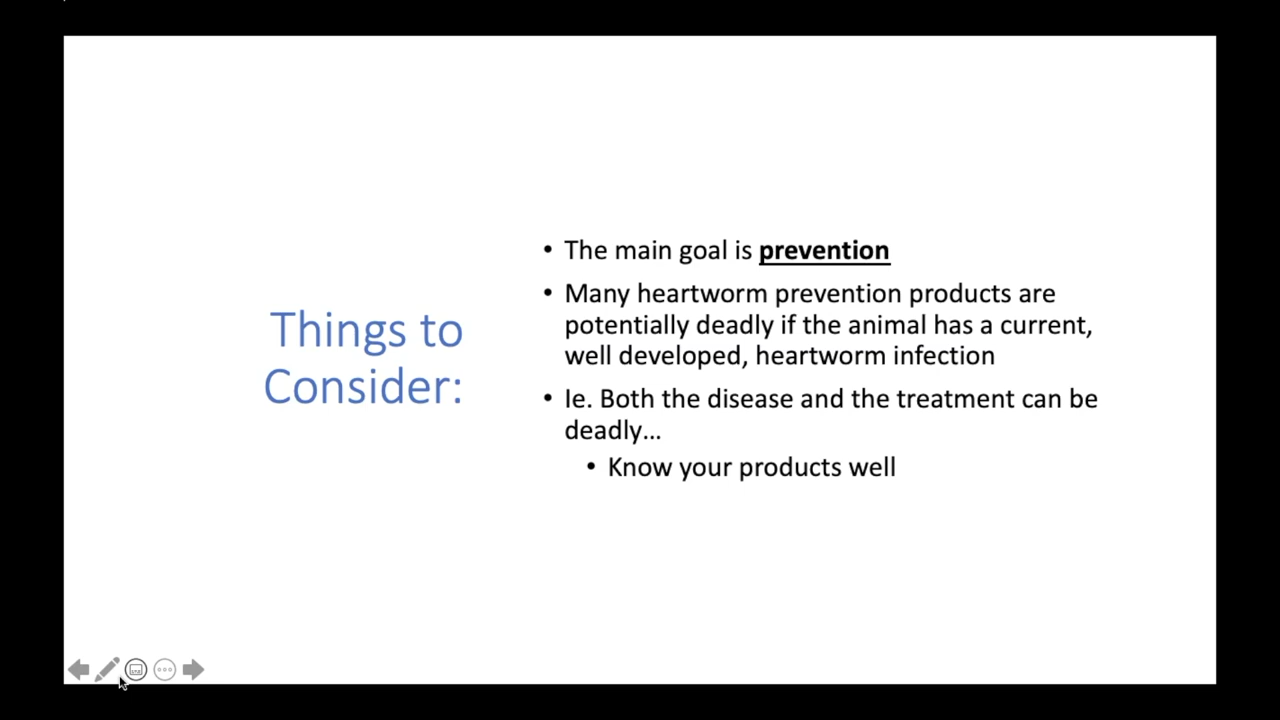 Things to
Consider:
• The main goal is prevention
• Many heartworm prevention products are
potentially deadly if the animal has a current,
well developed, heartworm infection
• Ie. Both the disease and the treatment can be
deadly...
• Know your products well